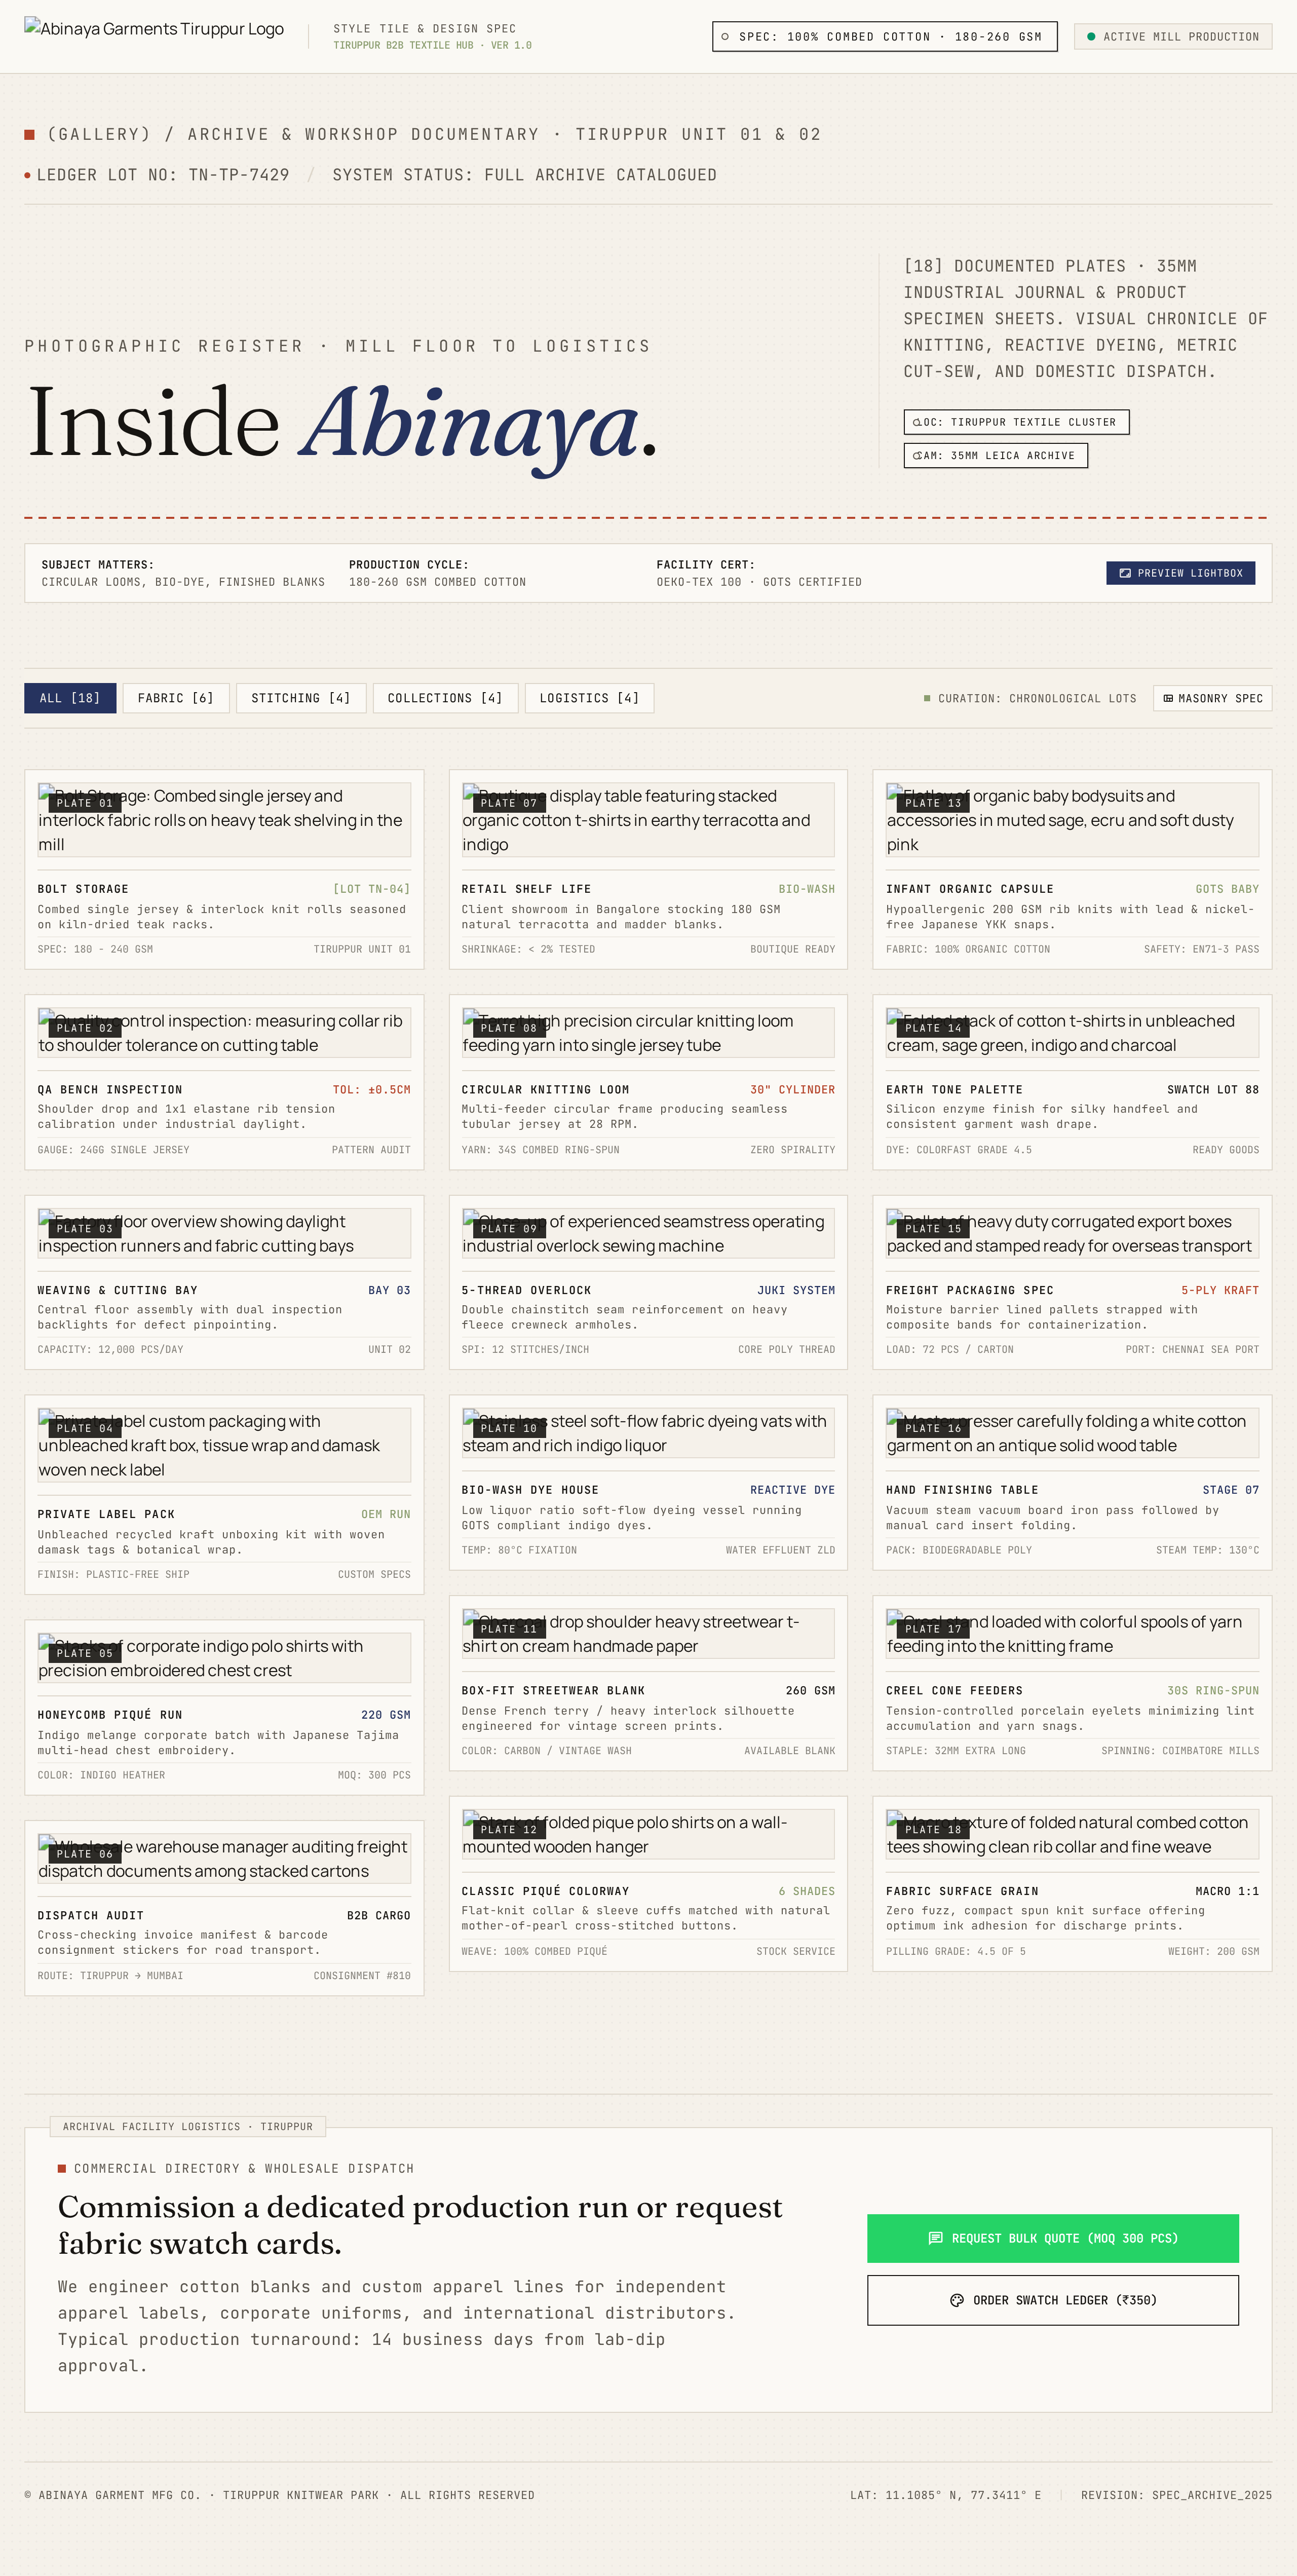 Abinaya Garments Tiruppur Logo
STYLE TILE & DESIGN SPEC
TIRUPPUR B2B TEXTILE HUB · VER 1.0
SPEC: 100% COMBED COTTON · 180-260 GSM
ACTIVE MILL PRODUCTION
(GALLERY) / ARCHIVE & WORKSHOP DOCUMENTARY · TIRUPPUR UNIT 01 & 02
LEDGER LOT NO: TN-TP-7429 / SYSTEM STATUS: FULL ARCHIVE CATALOGUED
PHOTOGRAPHIC REGISTER · MILL FLOOR TO LOGISTICS
Inside Abinaya.
[18] DOCUMENTED PLATES · 35MM
INDUSTRIAL JOURNAL & PRODUCT
SPECIMEN SHEETS. VISUAL CHRONICLE OF
KNITTING, REACTIVE DYEING, METRIC
CUT-SEW, AND DOMESTIC DISPATCH.
OC: TIRUPPUR TEXTILE CLUSTER
AM: 35MM LEICA ARCHIVE
SUBJECT MATTERS:
CIRCULAR LOOMS, BIO-DYE, FINISHED BLANKS
PRODUCTION CYCLE:
180-260 GSM COMBED COTTON
FACILITY CERT:
OEKO-TEX 100 · GOTS CERTIFIED
PREVIEW LIGHTBOX
ALL [18]
FABRIC [6]
STITCHING [4]
COLLECTIONS [4]
LOGISTICS [4]
CURATION: CHRONOLOGICAL LOTS
MASONRY SPEC
PLATE 01
Bolt Storage: Combed single jersey and
interlock fabric rolls on heavy teak shelving in the
mill
BOLT STORAGE [LOT TN-04]
Combed single jersey & interlock knit rolls seasoned
on kiln-dried teak racks.
SPEC: 180 - 240 GSM TIRUPPUR UNIT 01
PLATE 02
Quality control inspection: measuring collar rib
to shoulder tolerance on cutting table
QA BENCH INSPECTION TOL: ±0.5CM
Shoulder drop and 1x1 elastane rib tension
calibration under industrial daylight.
GAUGE: 24GG SINGLE JERSEY PATTERN AUDIT
PLATE 03
Factory floor overview showing daylight
inspection runners and fabric cutting bays
WEAVING & CUTTING BAY BAY 03
Central floor assembly with dual inspection
backlights for defect pinpointing.
CAPACITY: 12,000 PCS/DAY UNIT 02
PLATE 04
Private label custom packaging with
unbleached kraft box, tissue wrap and damask
woven neck label
PRIVATE LABEL PACK OEM RUN
Unbleached recycled kraft unboxing kit with woven
damask tags & botanical wrap.
FINISH: PLASTIC-FREE SHIP CUSTOM SPECS
PLATE 05
Stacks of corporate indigo polo shirts with
precision embroidered chest crest
HONEYCOMB PIQUÉ RUN 220 GSM
Indigo melange corporate batch with Japanese Tajima
multi-head chest embroidery.
COLOR: INDIGO HEATHER MOQ: 300 PCS
PLATE 06
Wholesale warehouse manager auditing freight
dispatch documents among stacked cartons
DISPATCH AUDIT B2B CARGO
Cross-checking invoice manifest & barcode
consignment stickers for road transport.
ROUTE: TIRUPPUR → MUMBAI CONSIGNMENT #810
PLATE 07
Boutique display table featuring stacked
organic cotton t-shirts in earthy terracotta and
indigo
RETAIL SHELF LIFE BIO-WASH
Client showroom in Bangalore stocking 180 GSM
natural terracotta and madder blanks.
SHRINKAGE: < 2% TESTED BOUTIQUE READY
PLATE 08
high precision circular knitting loom
feeding yarn into single jersey tube
CIRCULAR KNITTING LOOM 30" CYLINDER
Multi-feeder circular frame producing seamless
tubular jersey at 28 RPM.
YARN: 34S COMBED RING-SPUN ZERO SPIRALITY
PLATE 09
Close-up of experienced seamstress operating
industrial overlock sewing machine
5-THREAD OVERLOCK JUKI SYSTEM
Double chainstitch seam reinforcement on heavy
fleece crewneck armholes.
SPI: 12 STITCHES/INCH CORE POLY THREAD
PLATE 10
Stainless steel soft-flow fabric dyeing vats with
steam and rich indigo liquor
BIO-WASH DYE HOUSE REACTIVE DYE
Low liquor ratio soft-flow dyeing vessel running
GOTS compliant indigo dyes.
TEMP: 80°C FIXATION WATER EFFLUENT ZLD
PLATE 11
Charcoal drop shoulder heavy streetwear t-
shirt on cream handmade paper
BOX-FIT STREETWEAR BLANK 260 GSM
Dense French terry / heavy interlock silhouette
engineered for vintage screen prints.
COLOR: CARBON / VINTAGE WASH AVAILABLE BLANK
PLATE 12
Stack of folded pique polo shirts on a wall-
mounted wooden hanger
CLASSIC PIQUÉ COLORWAY 6 SHADES
Flat-knit collar & sleeve cuffs matched with natural
mother-of-pearl cross-stitched buttons.
WEAVE: 100% COMBED PIQUÉ STOCK SERVICE
PLATE 13
Flatlay of organic baby bodysuits and
accessories in muted sage, ecru and soft dusty
pink
INFANT ORGANIC CAPSULE GOTS BABY
Hypoallergenic 200 GSM rib knits with lead & nickel-
free Japanese YKK snaps.
FABRIC: 100% ORGANIC COTTON SAFETY: EN71-3 PASS
PLATE 14
Folded stack of cotton t-shirts in unbleached
cream, sage green, indigo and charcoal
EARTH TONE PALETTE SWATCH LOT 88
Silicon enzyme finish for silky handfeel and
consistent garment wash drape.
DYE: COLORFAST GRADE 4.5 READY GOODS
PLATE 15
Pallet of heavy duty corrugated export boxes
packed and stamped ready for overseas transport
FREIGHT PACKAGING SPEC 5-PLY KRAFT
Moisture barrier lined pallets strapped with
composite bands for containerization.
LOAD: 72 PCS / CARTON PORT: CHENNAI SEA PORT
PLATE 16
Master presser carefully folding a white cotton
garment on an antique solid wood table
HAND FINISHING TABLE STAGE 07
Vacuum steam vacuum board iron pass followed by
manual card insert folding.
PACK: BIODEGRADABLE POLY STEAM TEMP: 130°C
PLATE 17
Creel stand loaded with colorful spools of yarn
feeding into the knitting frame
CREEL CONE FEEDERS 30S RING-SPUN
Tension-controlled porcelain eyelets minimizing lint
accumulation and yarn snags.
STAPLE: 32MM EXTRA LONG SPINNING: COIMBATORE MILLS
PLATE 18
Macro texture of folded natural combed cotton
tees showing clean rib collar and fine weave
FABRIC SURFACE GRAIN MACRO 1:1
Zero fuzz, compact spun knit surface offering
optimum ink adhesion for discharge prints.
PILLING GRADE: 4.5 OF 5 WEIGHT: 200 GSM
ARCHIVAL FACILITY LOGISTICS · TIRUPPUR
COMMERCIAL DIRECTORY & WHOLESALE DISPATCH
Commission a dedicated production run or request
fabric swatch cards.
We engineer cotton blanks and custom apparel lines for independent
apparel labels, corporate uniforms, and international distributors.
Typical production turnaround: 14 business days from lab-dip
approval.
REQUEST BULK QUOTE (MOQ 300 PCS)
ORDER SWATCH LEDGER (₹350)
© ABINAYA GARMENT MFG CO. · TIRUPPUR KNITWEAR PARK · ALL RIGHTS RESERVED
LAT: 11.1085° N, 77.3411° E | REVISION: SPEC_ARCHIVE_2025